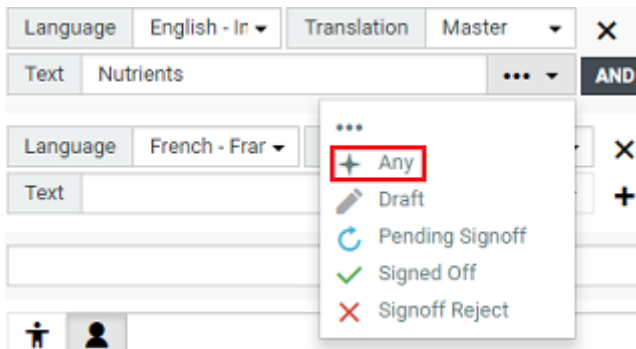 Language English - In Translation Master
Text Nutrients ••• AND
•••
Language French - Fran
Any
Text
Draft
Pending Signoff
Signed Off
Signoff Reject